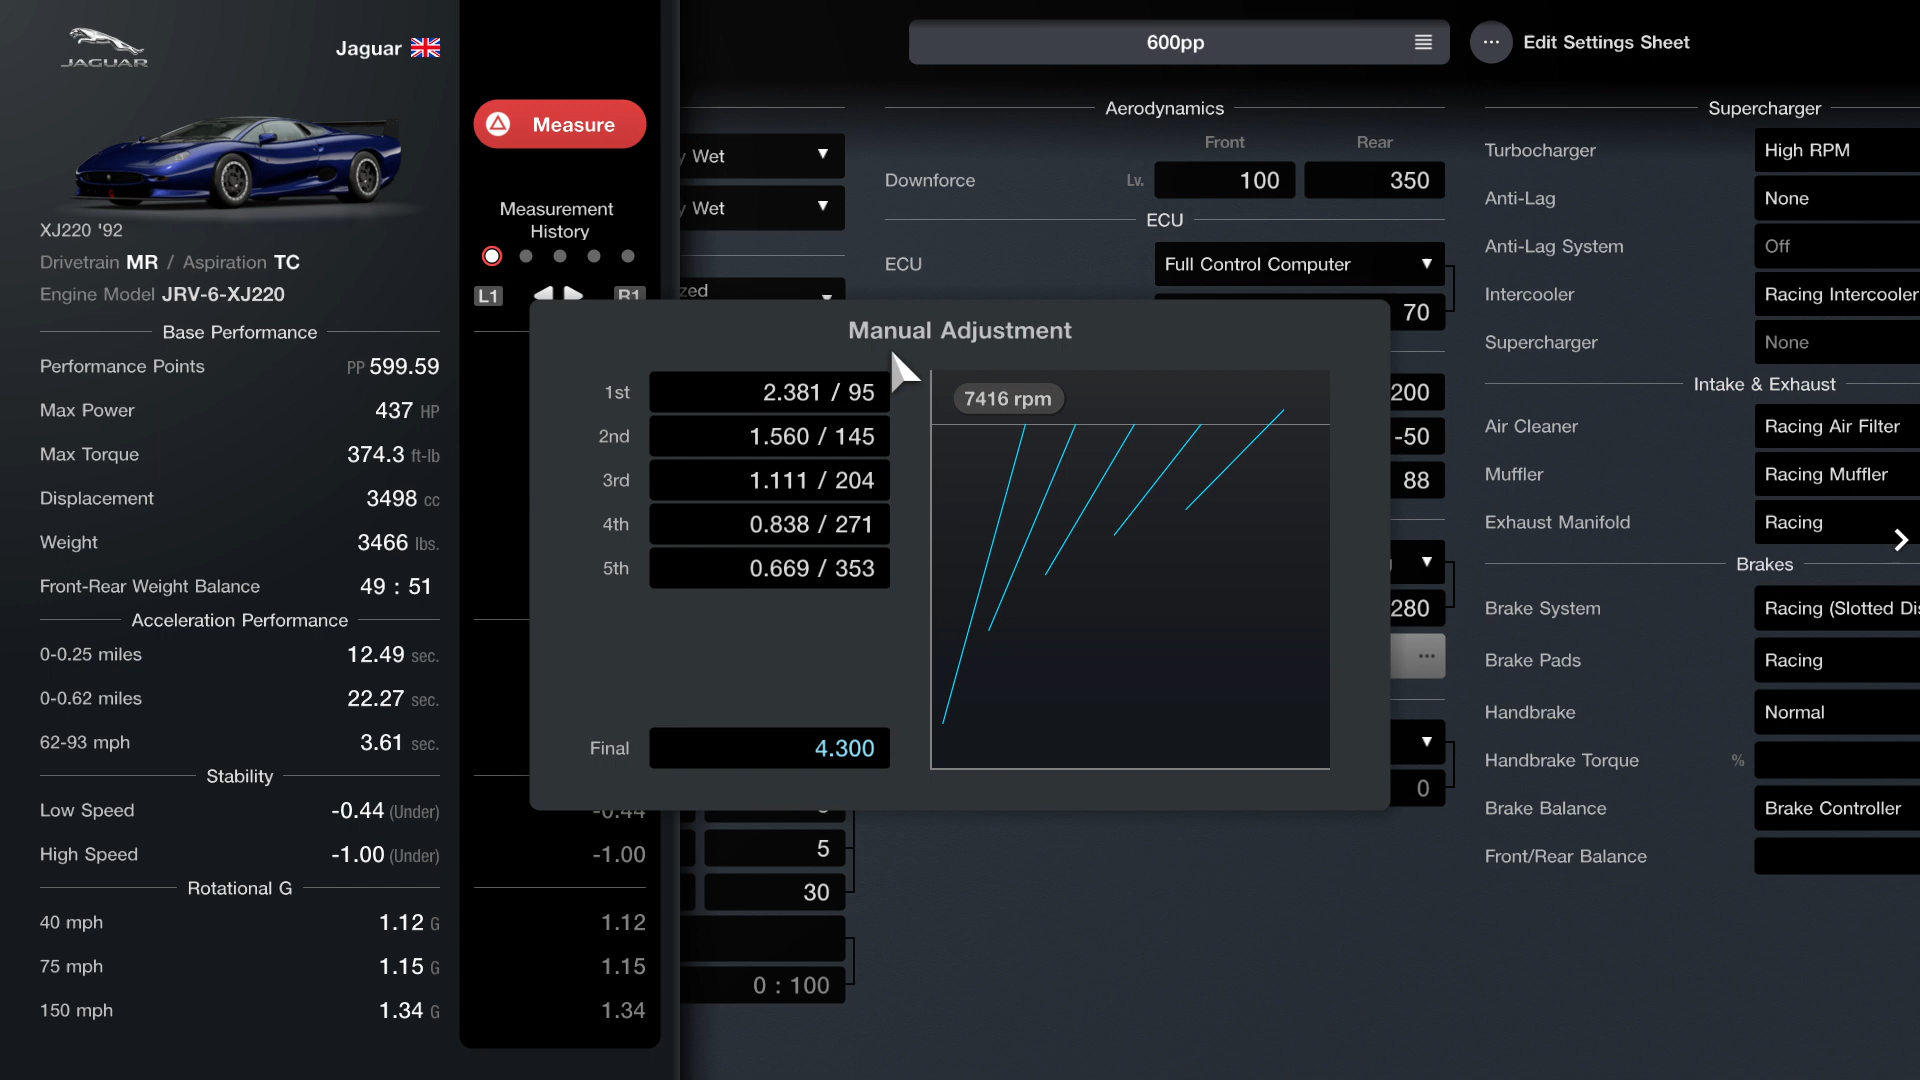 JAGUAR
Jaguar
XJ220 '92
Drivetrain MR / Aspiration TC
Engine Model JRV-6-XJ220
Base Performance
Performance Points PP 599.59
Max Power 437 HP
Max Torque 374.3 ft-lb
Displacement 3498 cc
Weight 3466 lbs.
Front-Rear Weight Balance 49 : 51
Acceleration Performance
0-0.25 miles 12.49 sec.
0-0.62 miles 22.27 sec.
62-93 mph 3.61 sec.
Stability
Low Speed -0.44 (Under)
High Speed -1.00 (Under)
Rotational G
40 mph 1.12 G
75 mph 1.15 G
150 mph 1.34 G
Measure
Measurement
History
L1 R1
-0.44
-1.00
1.12
1.15
1.34
600pp
Edit Settings Sheet
Wet
Wet
zed
5
30
0 : 100
Aerodynamics
Front Rear
Downforce Lv. 100 350
ECU
ECU Full Control Computer
70
200
-50
88
280
0
Manual Adjustment
1st 2.381 / 95
2nd 1.560 / 145
3rd 1.111 / 204
4th 0.838 / 271
5th 0.669 / 353
Final 4.300
7416 rpm
Supercharger
Turbocharger High RPM
Anti-Lag None
Anti-Lag System Off
Intercooler Racing Intercooler
Supercharger None
Intake & Exhaust
Air Cleaner Racing Air Filter
Muffler Racing Muffler
Exhaust Manifold Racing
Brakes
Brake System Racing (Slotted Dis
Brake Pads Racing
Handbrake Normal
Handbrake Torque %
Brake Balance Brake Controller
Front/Rear Balance